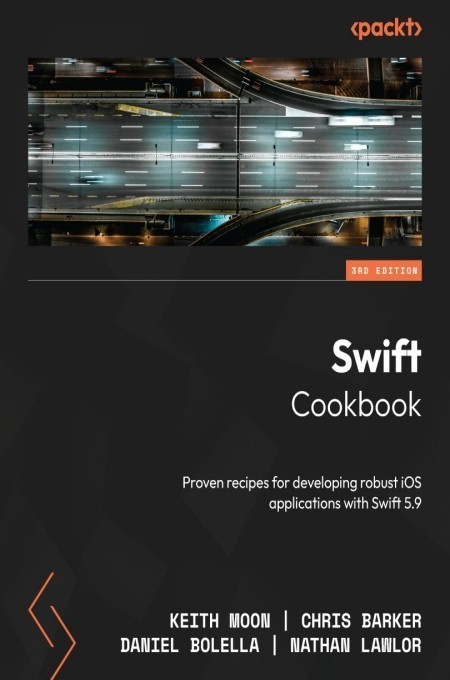 <packt>
3RD EDITION
Swift
Cookbook
Proven recipes for developing robust iOS
applications with Swift 5.9
KEITH MOON | CHRIS BARKER
DANIEL BOLELLA | NATHAN LAWLOR